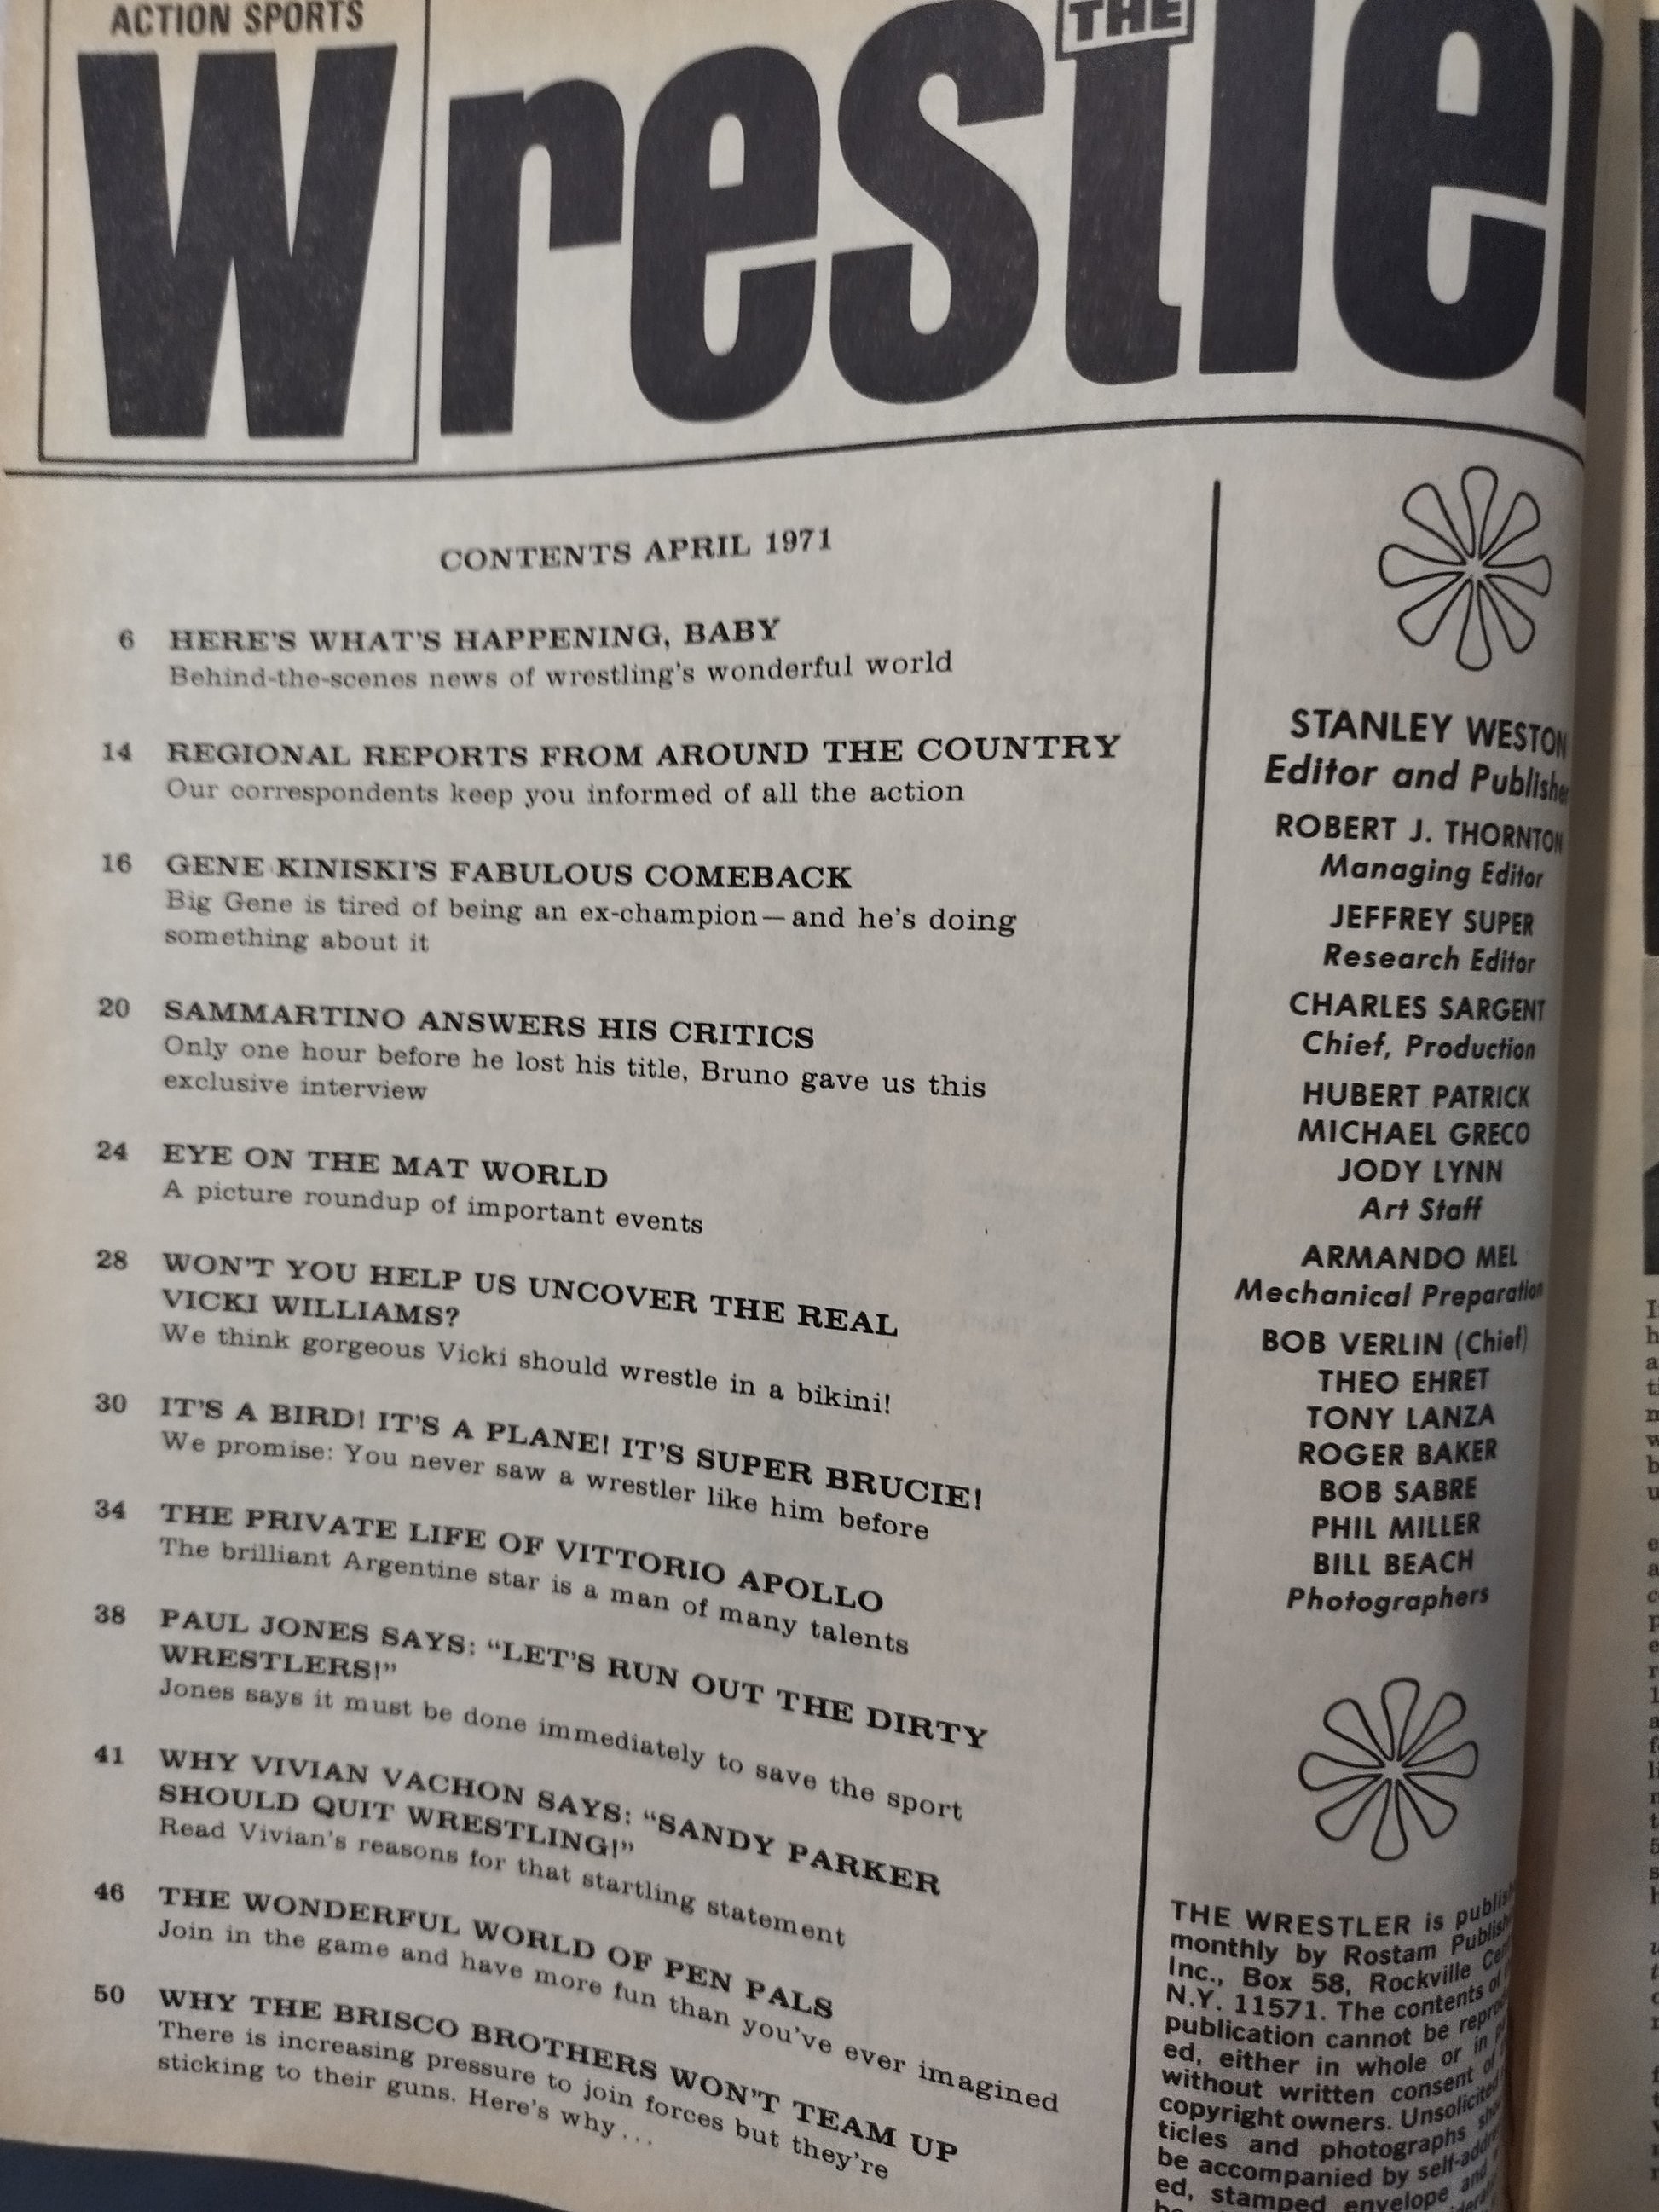 ACTION SPORTS
THE
Wrestler
CONTENTS APRIL 1971
6 HERE'S WHAT'S HAPPENING, BABY
Behind-the-scenes news of wrestling's wonderful world
14 REGIONAL REPORTS FROM AROUND THE COUNTRY
Our correspondents keep you informed of all the action
16 GENE KINISKI'S FABULOUS COMEBACK
Big Gene is tired of being an ex-champion—and he's doing
something about it
20 SAMMARTINO ANSWERS HIS CRITICS
Only one hour before he lost his title, Bruno gave us this
exclusive interview
24 EYE ON THE MAT WORLD
A picture roundup of important events
28 WON'T YOU HELP US UNCOVER THE REAL
VICKI WILLIAMS?
We think gorgeous Vicki should wrestle in a bikini!
30 IT'S A BIRD! IT'S A PLANE! IT'S SUPER BRUCIE!
We promise: You never saw a wrestler like him before
34 THE PRIVATE LIFE OF VITTORIO APOLLO
The brilliant Argentine star is a man of many talents
38 PAUL JONES SAYS: “LET'S RUN OUT THE DIRTY
WRESTLERS!”
Jones says it must be done immediately to save the sport
41 WHY VIVIAN VACHON SAYS: “SANDY PARKER
SHOULD QUIT WRESTLING!”
Read Vivian's reasons for that startling statement
46 THE WONDERFUL WORLD OF PEN PALS
Join in the game and have more fun than you've ever imagined
50 WHY THE BRISCO BROTHERS WON'T TEAM UP
There is increasing pressure to join forces but they're
sticking to their guns. Here's why...
STANLEY WESTON
Editor and Publisher
ROBERT J. THORNTON
Managing Editor
JEFFREY SUPER
Research Editor
CHARLES SARGENT
Chief, Production
HUBERT PATRICK
MICHAEL GRECO
JODY LYNN
Art Staff
ARMANDO MEL
Mechanical Preparation
BOB VERLIN (Chief)
THEO EHRET
TONY LANZA
ROGER BAKER
BOB SABRE
PHIL MILLER
BILL BEACH
Photographers
THE WRESTLER is publish
monthly by Rostam Publish
Inc., Box 58, Rockville Cen
N.Y. 11571. The contents of
publication cannot be reprod
ed, either in whole or in
without written consent of
copyright owners. Unsolicited
ticles and photographs sho
be accompanied by self-addre
ed, stamped envelope and